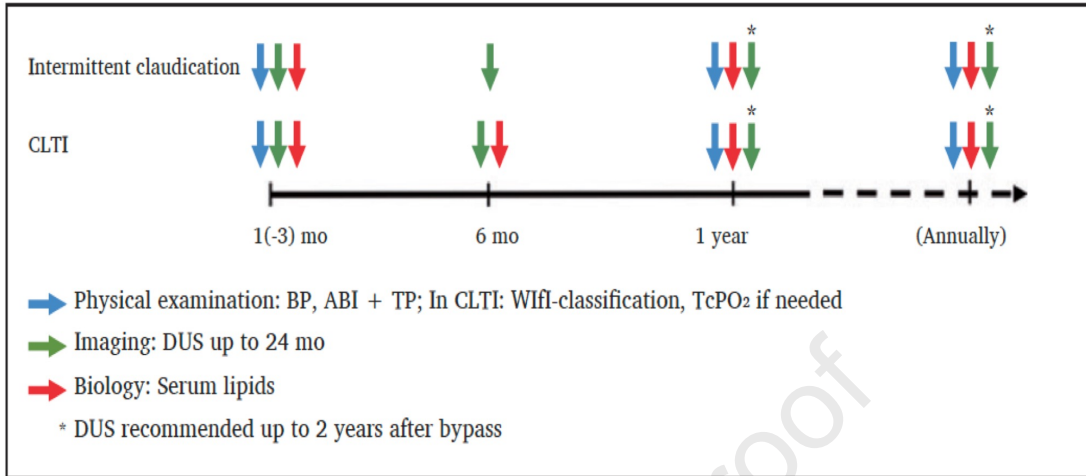 * *
Intermittent claudication
* *
CLTI
1(-3) mo 6 mo 1 year (Annually)
Physical examination: BP, ABI + TP; In CLTI: WIfI-classification, TcPO₂ if needed
Imaging: DUS up to 24 mo
Biology: Serum lipids
* DUS recommended up to 2 years after bypass
roof